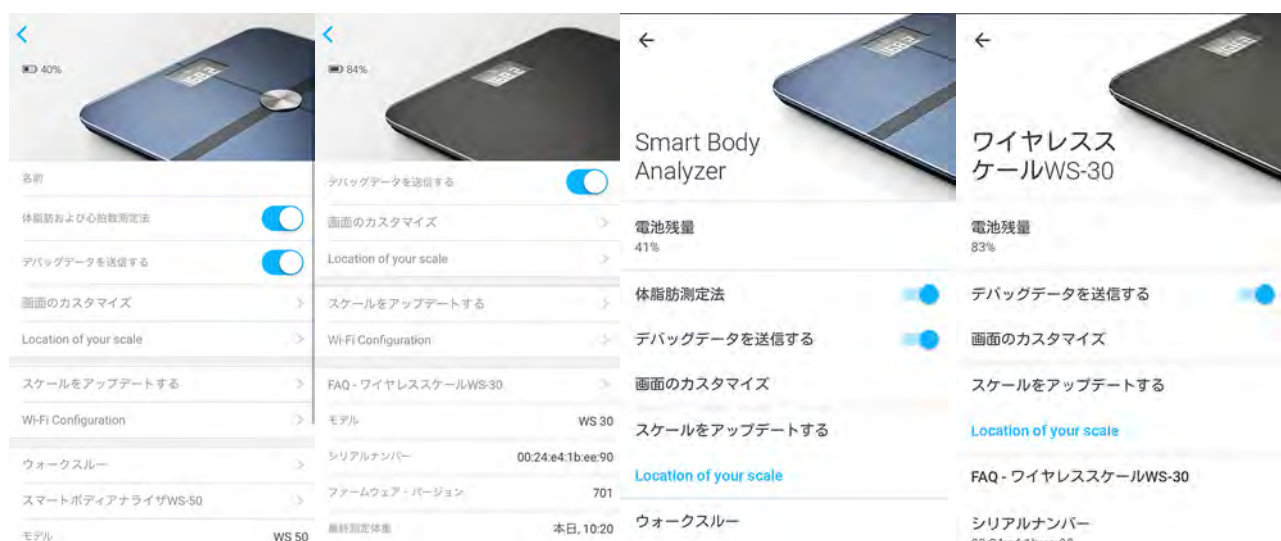 40%
名前
体脂肪および心拍数測定法
デバッグデータを送信する
画面のカスタマイズ
Location of your scale
スケールをアップデートする
Wi-Fi Configuration
ウォークスルー
スマートボディアナライザWS-50
モデル WS 50
84%
デバッグデータを送信する
画面のカスタマイズ
Location of your scale
スケールをアップデートする
Wi-Fi Configuration
FAQ - ワイヤレススケールWS-30
モデル WS 30
シリアルナンバー 00:24:e4:1b:ee:90
ファームウェア・バージョン 701
最終測定体重 本日, 10:20
Smart Body
Analyzer
電池残量
41%
体脂肪測定法
デバッグデータを送信する
画面のカスタマイズ
スケールをアップデートする
Location of your scale
ウォークスルー
ワイヤレスス
ケールWS-30
電池残量
83%
デバッグデータを送信する
画面のカスタマイズ
スケールをアップデートする
Location of your scale
FAQ - ワイヤレススケールWS-30
シリアルナンバー